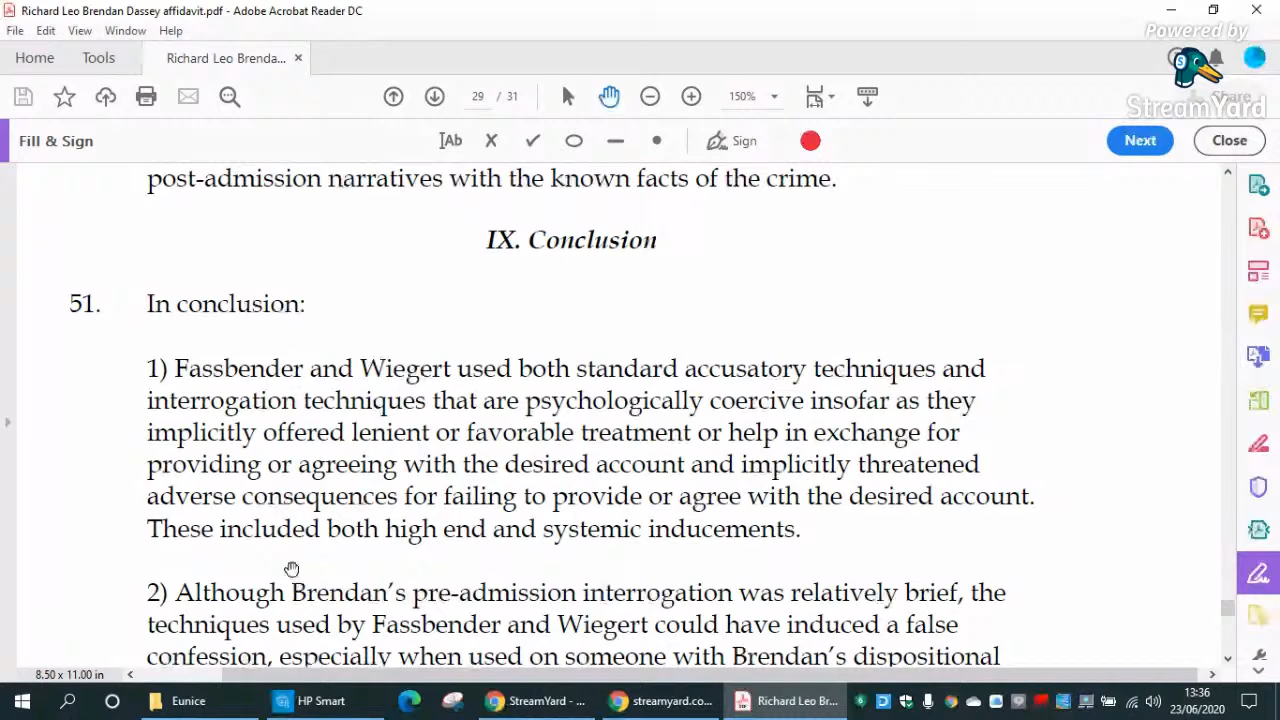 Richard Leo Brendan Dassey affidavit.pdf - Adobe Acrobat Reader DC
Powered by
File Edit View Window Help
Home Tools Richard Leo Brenda... ×
StreamYard
29 / 31 150%
Share
Fill & Sign Sign Next Close
post-admission narratives with the known facts of the crime.
IX. Conclusion
51. In conclusion:
1) Fassbender and Wiegert used both standard accusatory techniques and
interrogation techniques that are psychologically coercive insofar as they
implicitly offered lenient or favorable treatment or help in exchange for
providing or agreeing with the desired account and implicitly threatened
adverse consequences for failing to provide or agree with the desired account.
These included both high end and systemic inducements.
2) Although Brendan's pre-admission interrogation was relatively brief, the
techniques used by Fassbender and Wiegert could have induced a false
confession, especially when used on someone with Brendan's dispositional
8.50 x 11.00 in
Eunice HP Smart StreamYard - ... streamyard.co... Richard Leo Br... 13:36
23/06/2020